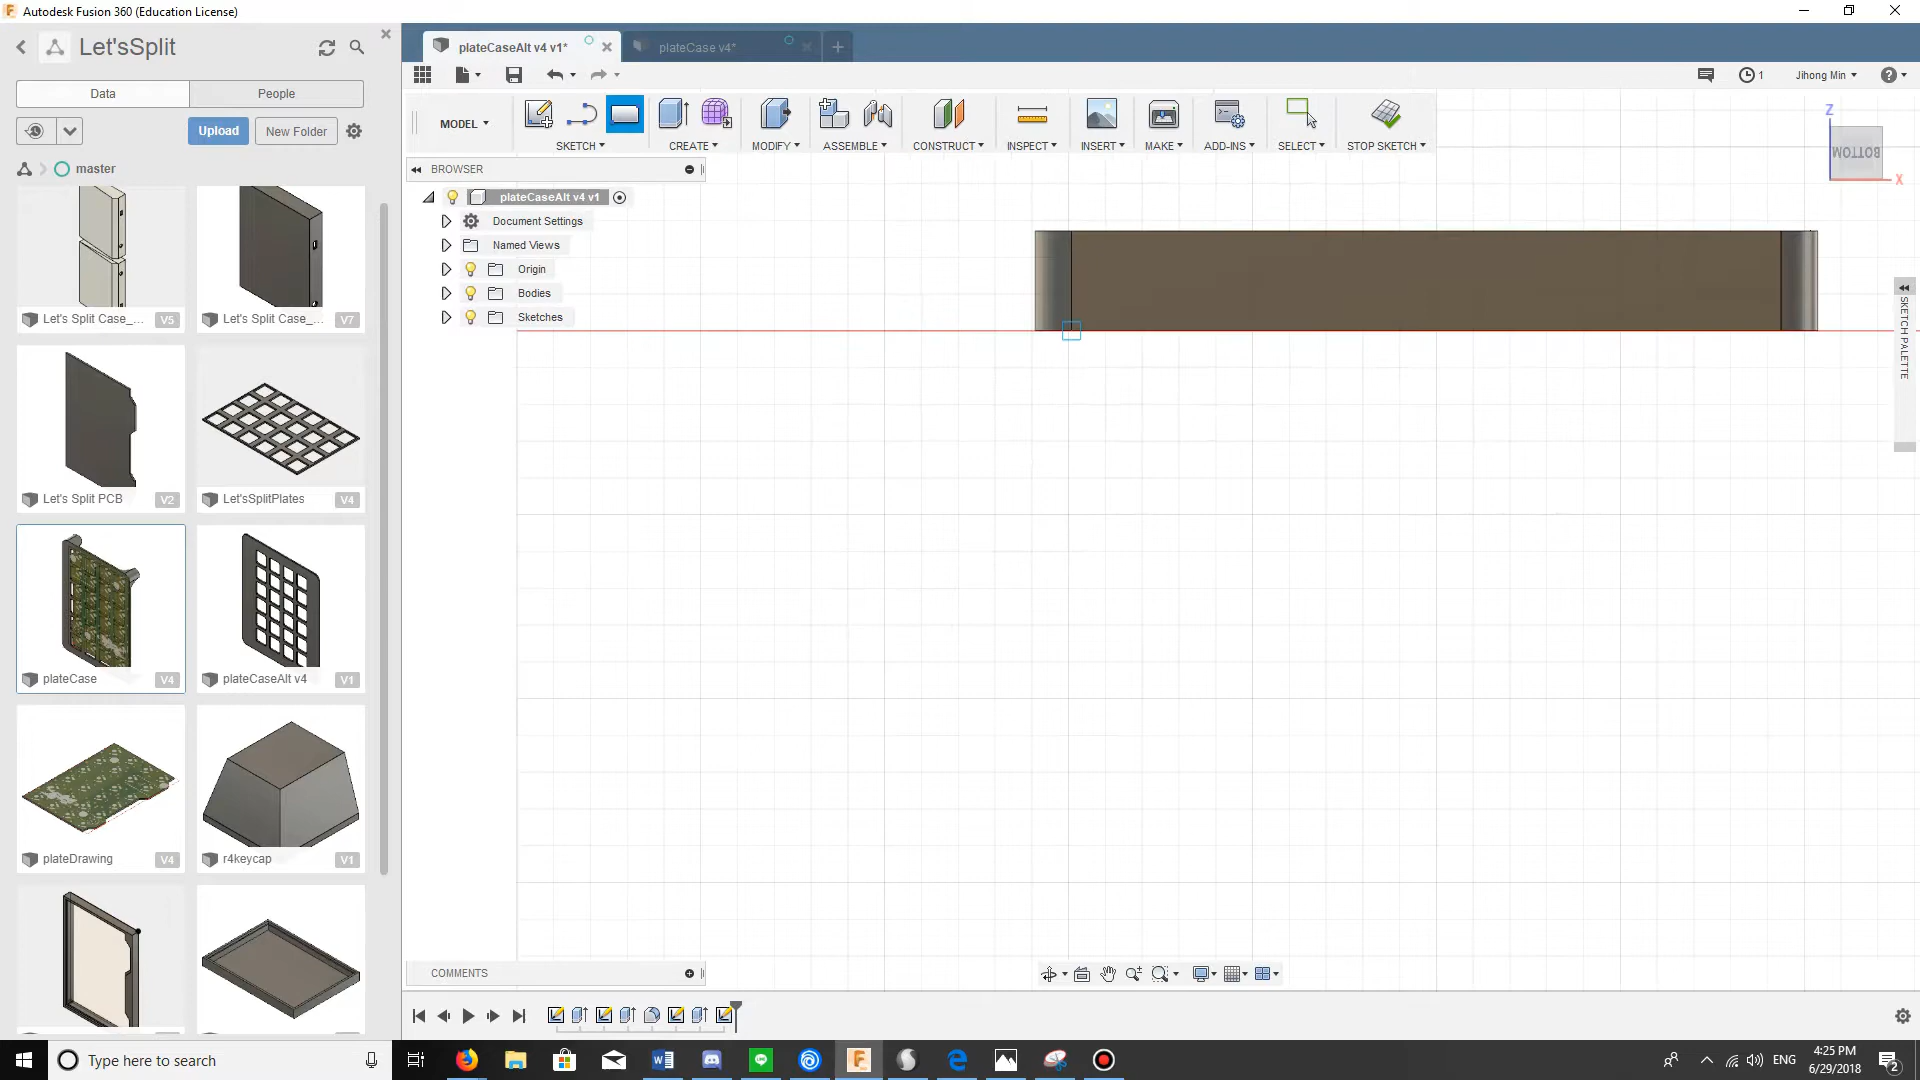 Autodesk Fusion 360 (Education License)
Let'sSplit
Data
People
Upload
New Folder
master
Let's Split Case_... V5
Let's Split Case_... V7
Let's Split PCB V2
Let'sSplitPlates V4
plateCase V4
plateCaseAlt v4 V1
plateDrawing V4
r4keycap V1
plateCaseAlt v4 v1*
plateCase v4*
1
Jihong Min
MODEL
SKETCH
CREATE
MODIFY
ASSEMBLE
CONSTRUCT
INSPECT
INSERT
MAKE
ADD-INS
SELECT
STOP SKETCH
BROWSER
plateCaseAlt v4 v1
Document Settings
Named Views
Origin
Bodies
Sketches
Z
BOTTOM
X
SKETCH PALETTE
COMMENTS
Type here to search
ENG
4:25 PM
6/29/2018
2